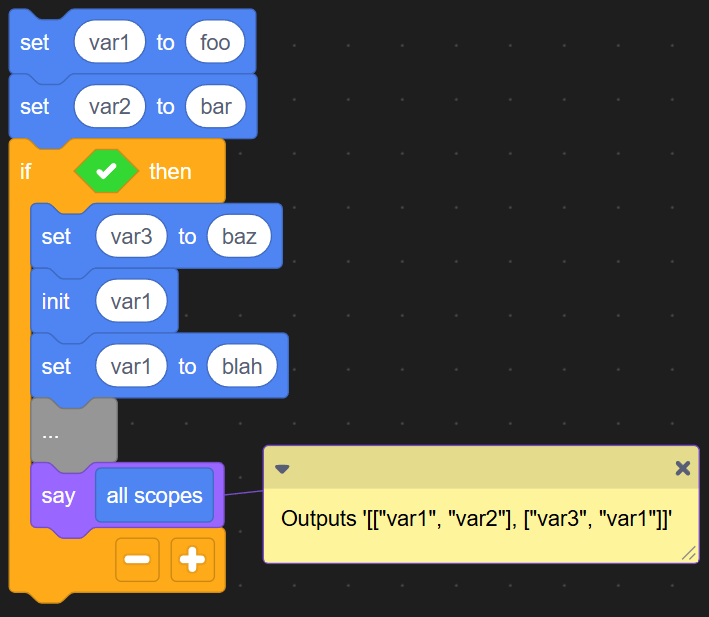 set var1 to foo
set var2 to bar
if then
set var3 to baz
init var1
set var1 to blah
...
say all scopes
Outputs '[["var1", "var2"], ["var3", "var1"]]'